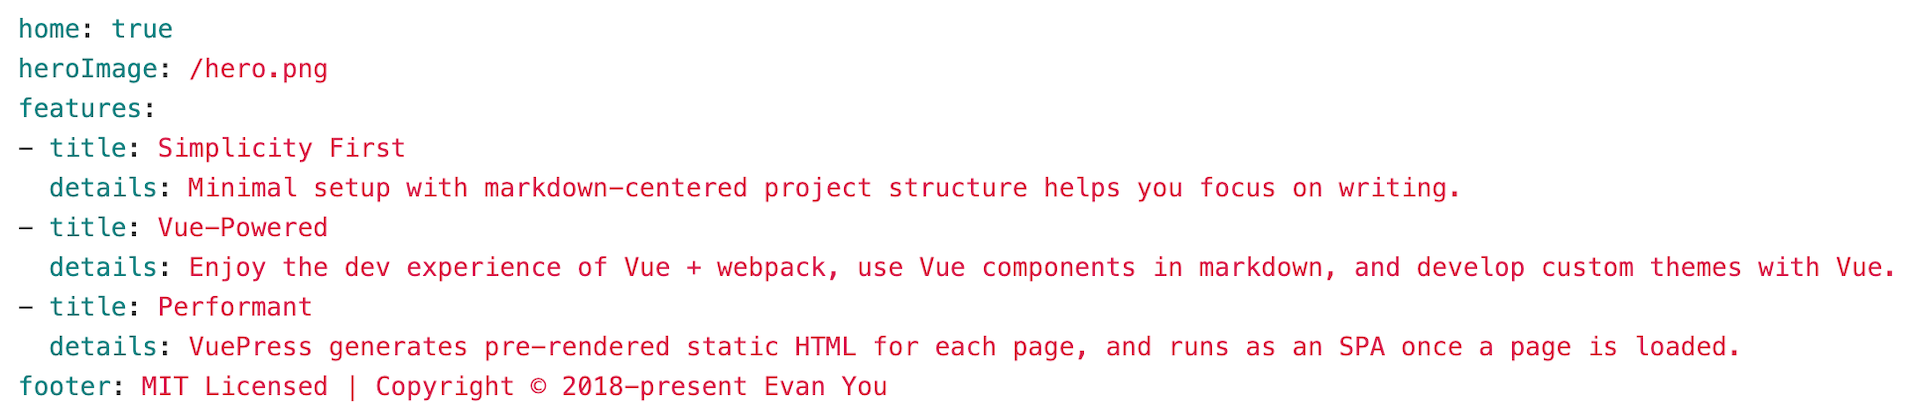 home: true
heroImage: /hero.png
features:
- title: Simplicity First
  details: Minimal setup with markdown-centered project structure helps you focus on writing.
- title: Vue-Powered
  details: Enjoy the dev experience of Vue + webpack, use Vue components in markdown, and develop custom themes with Vue.
- title: Performant
  details: VuePress generates pre-rendered static HTML for each page, and runs as an SPA once a page is loaded.
footer: MIT Licensed | Copyright © 2018-present Evan You